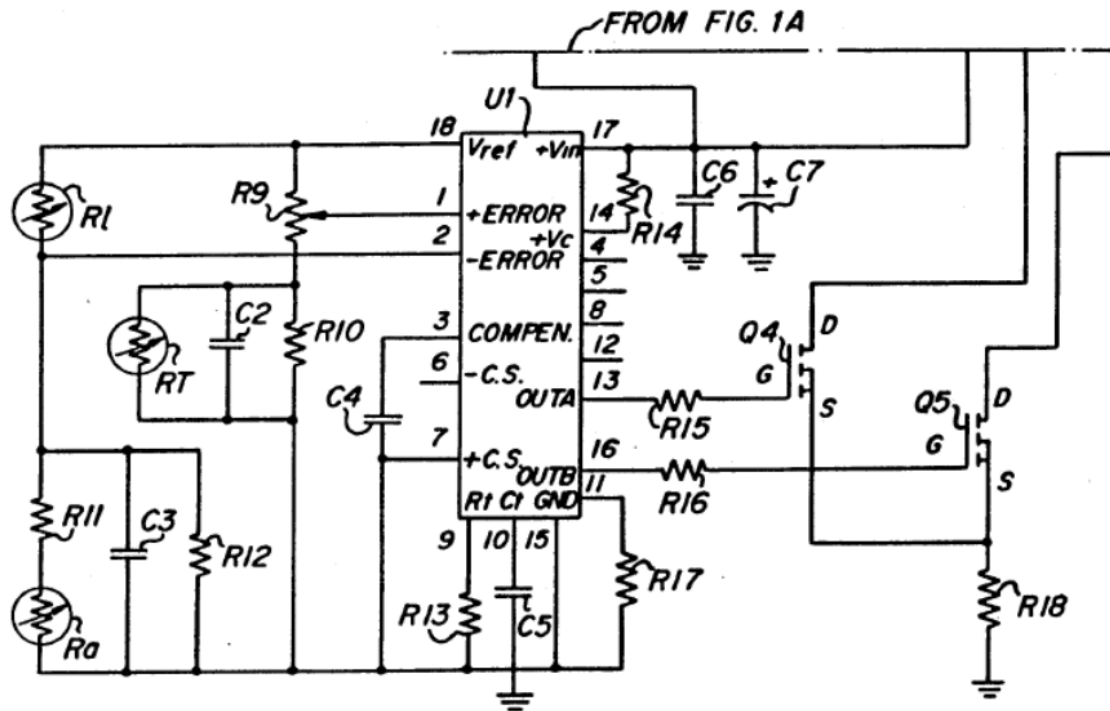 FROM FIG. 1A
U1
18
17
Vref +Vin
C6
C7
Rl
R9
1
+ERROR
14
R14
2
+Vc
4
-ERROR
5
C2
R10
RT
3
COMPEN.
8
12
Q4
D
G
S
6
-C.S.
13
OUTA
R15
C4
7
+C.S.
OUTB
16
R16
11
Q5
D
G
S
Rt Ct GND
R11
C3
R12
9
10
15
R17
R13
C5
R18
Ra